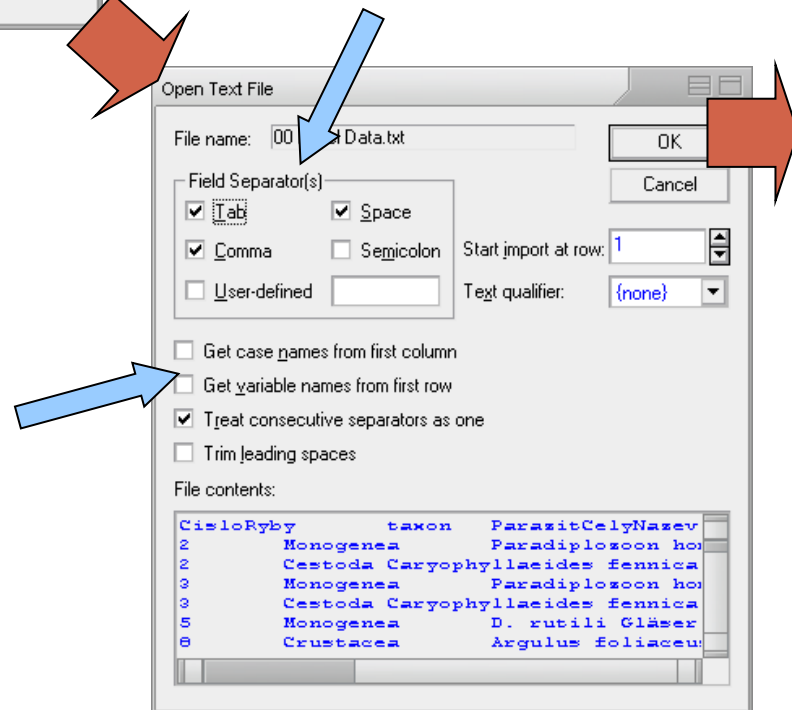 Open Text File
File name: 00 Data.txt
OK
Field Separator(s)
Cancel
Tab Space
Comma Semicolon Start import at row: 1
User-defined Text qualifier: {none}
Get case names from first column
Get variable names from first row
Treat consecutive separators as one
Trim leading spaces
File contents:
CisloRyby taxon ParazitCelyNazev
2 Monogenea Paradiplozoon
2 Cestoda Caryophyllaeides fennica
3 Monogenea Paradiplozoon
3 Cestoda Caryophyllaeides fennica
5 Monogenea D. rutili Gläser
8 Crustacea Argulus foliaceu